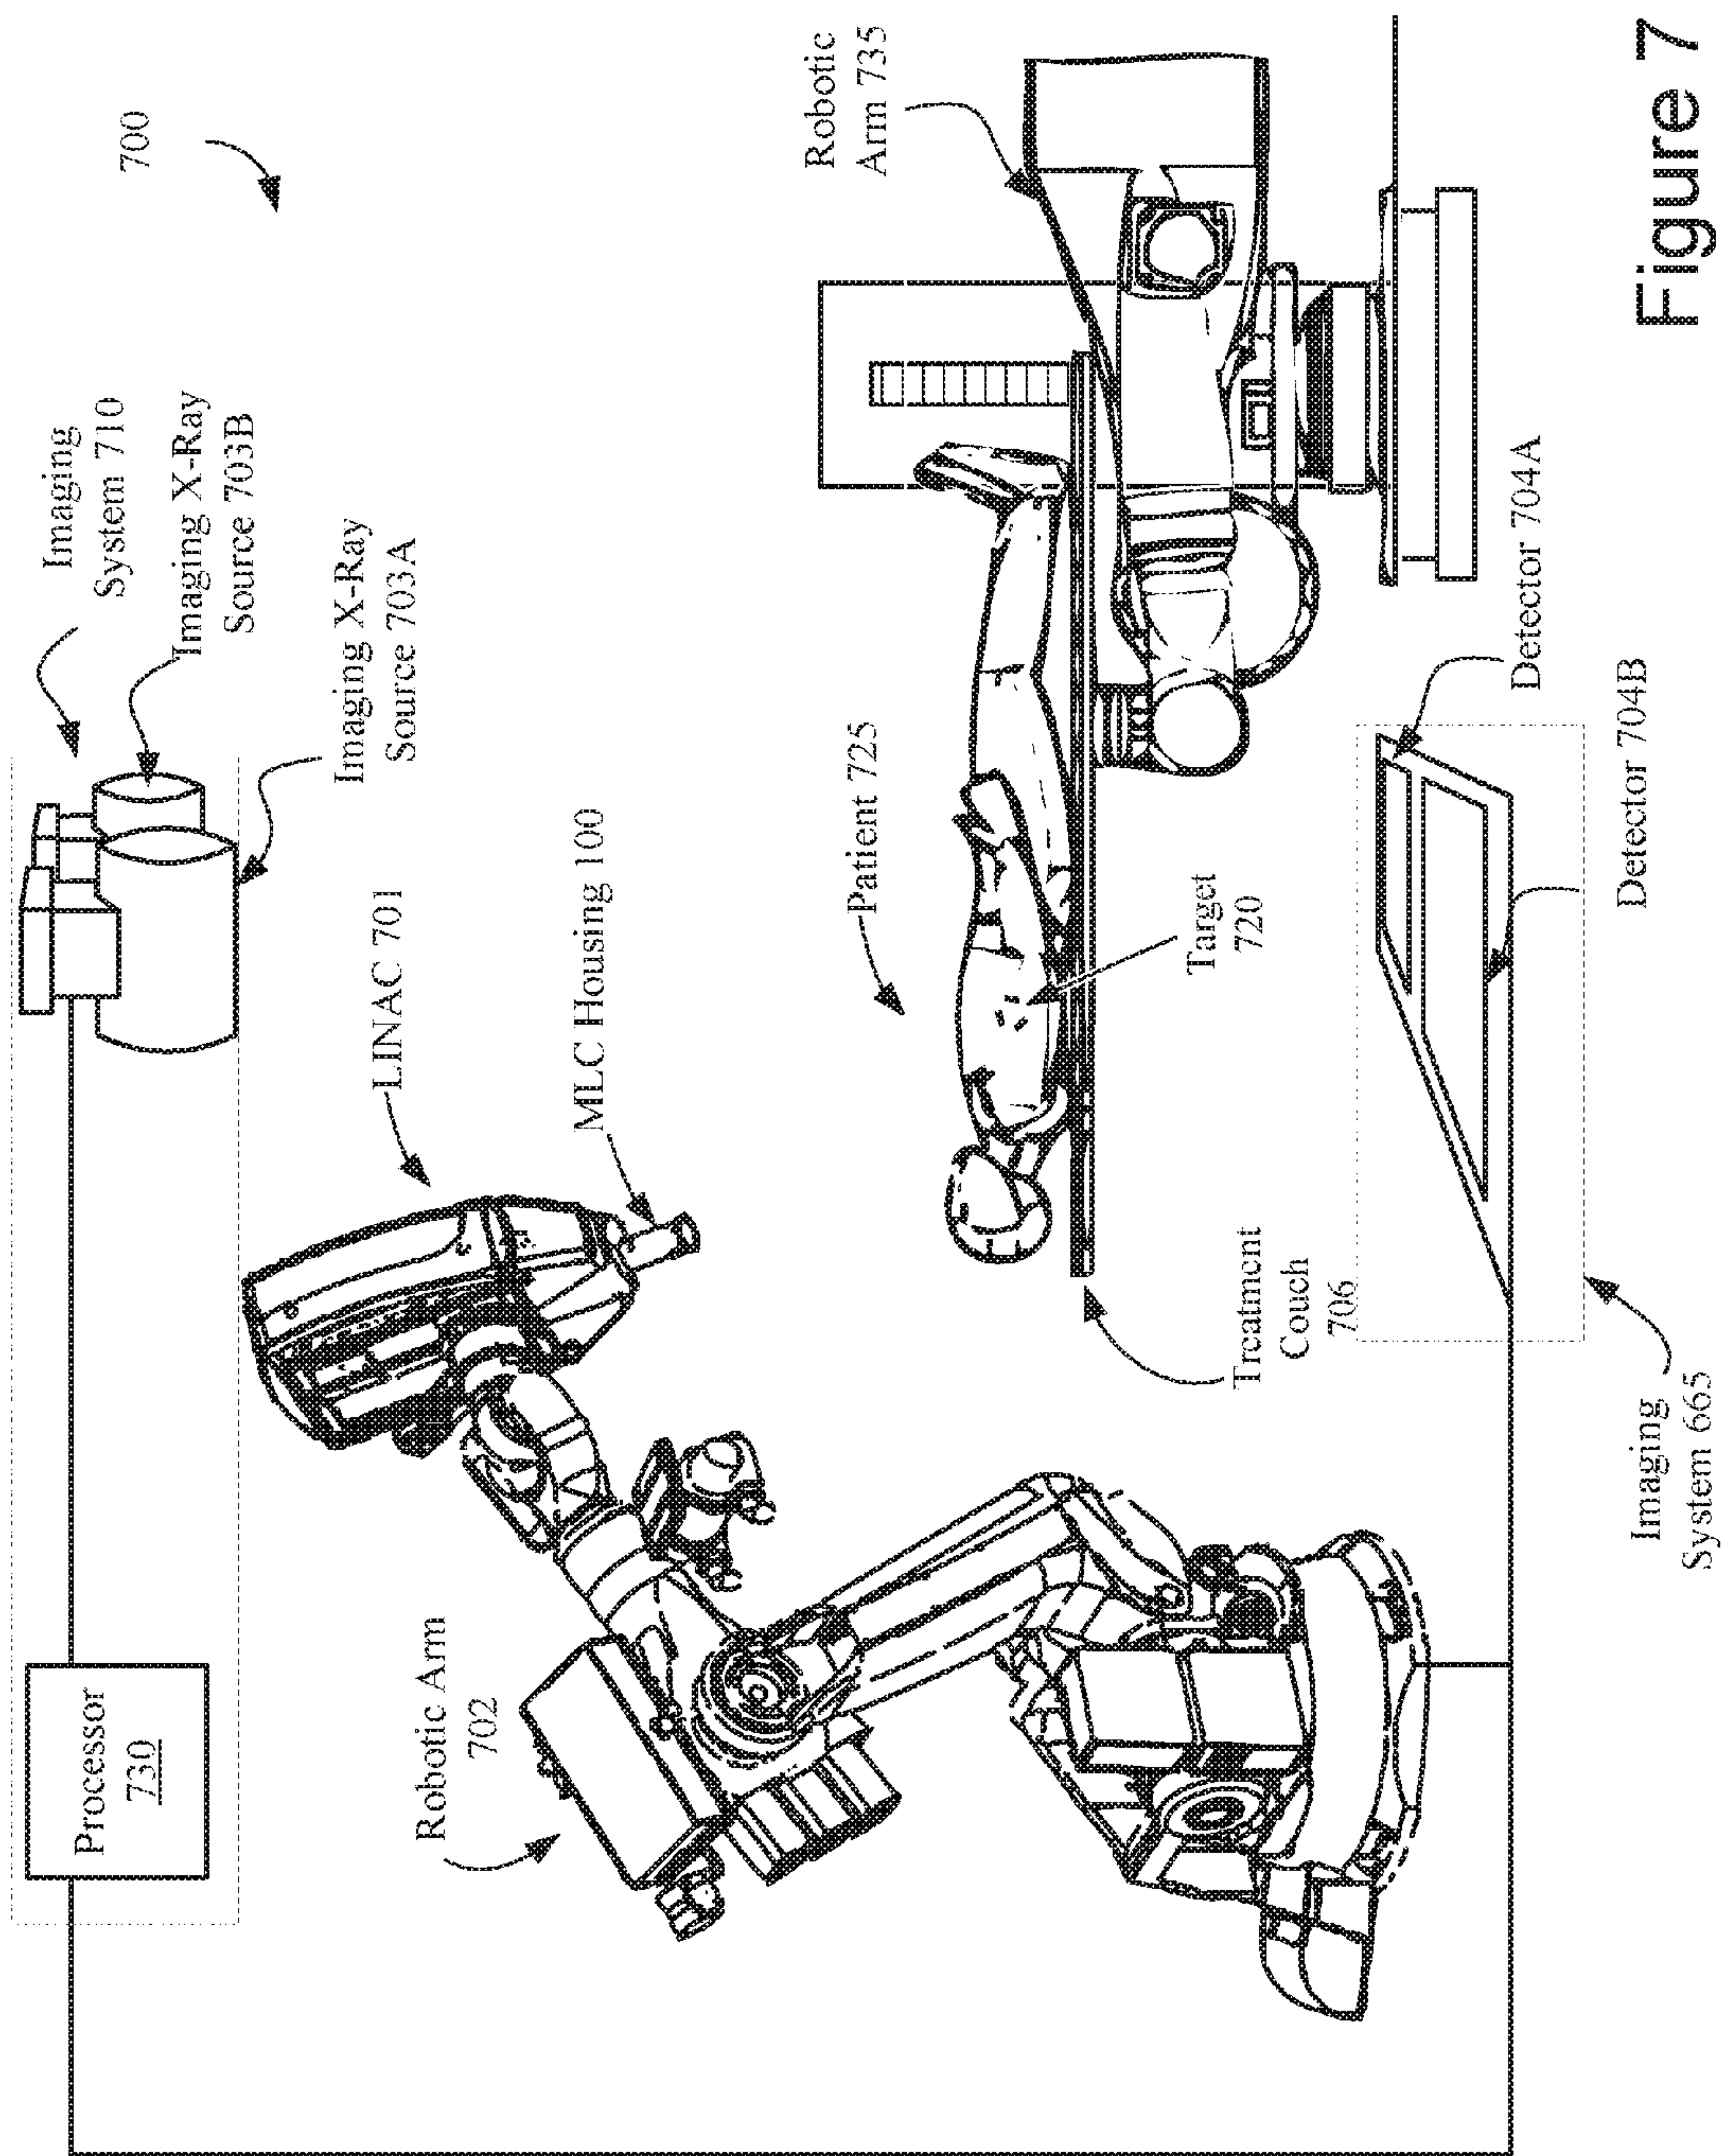 700
Imaging
System 710
Imaging X-Ray
Source 703B
Imaging X-Ray
Source 703A
Processor
730
LINAC 701
MLC Housing 100
Robotic Arm
702
Robotic
Arm 735
Patient 725
Target
720
Treatment
Couch
706
Detector 704A
Detector 704B
Imaging
System 665
Figure 7